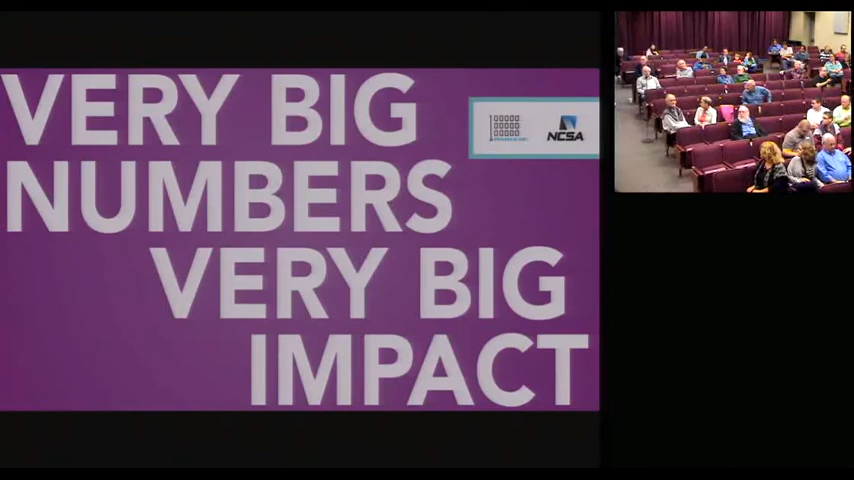 VERY BIG
NUMBERS
VERY BIG
IMPACT
NCSA